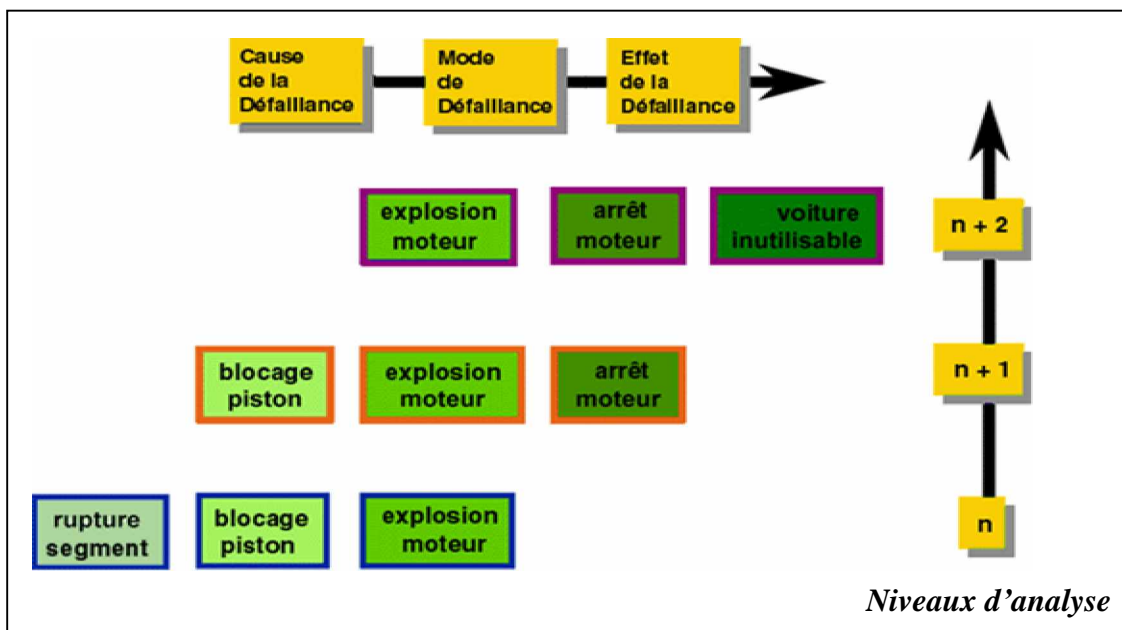 Cause
de la
Défaillance
Mode
de
Défaillance
Effet
de la
Défaillance
explosion
moteur
arrêt
moteur
voiture
inutilisable
n + 2
blocage
piston
explosion
moteur
arrêt
moteur
n + 1
rupture
segment
blocage
piston
explosion
moteur
n
Niveaux d'analyse